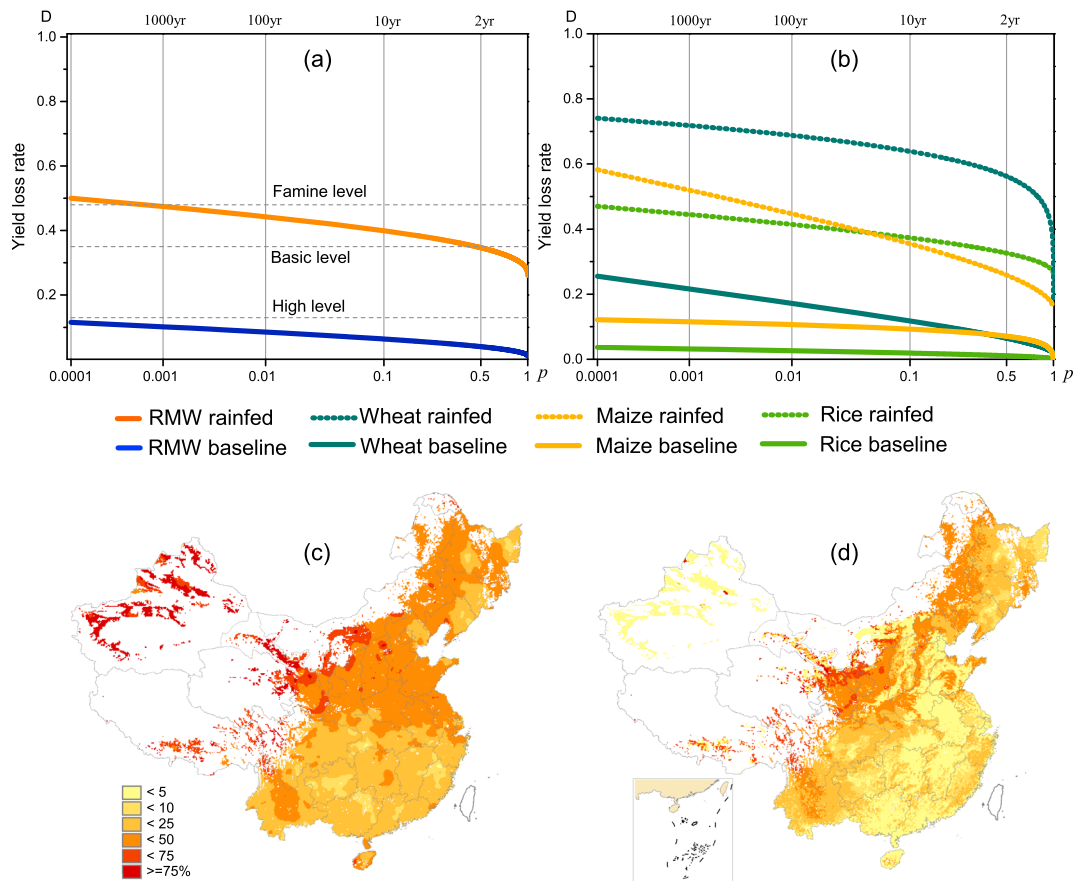 D 1000yr 100yr 10yr 2yr
1.0
0.8
0.6
0.4
0.2
(a)
Yield loss rate
Famine level
Basic level
High level
0.0001 0.001 0.01 0.1 0.5 1 p
D 1000yr 100yr 10yr 2yr
1.0
0.8
0.6
0.4
0.2
0.0
(b)
Yield loss rate
0.0001 0.001 0.01 0.1 0.5 1 p
RMW rainfed Wheat rainfed Maize rainfed Rice rainfed
RMW baseline Wheat baseline Maize baseline Rice baseline
(c)
< 5
< 10
< 25
< 50
< 75
>=75%
(d)